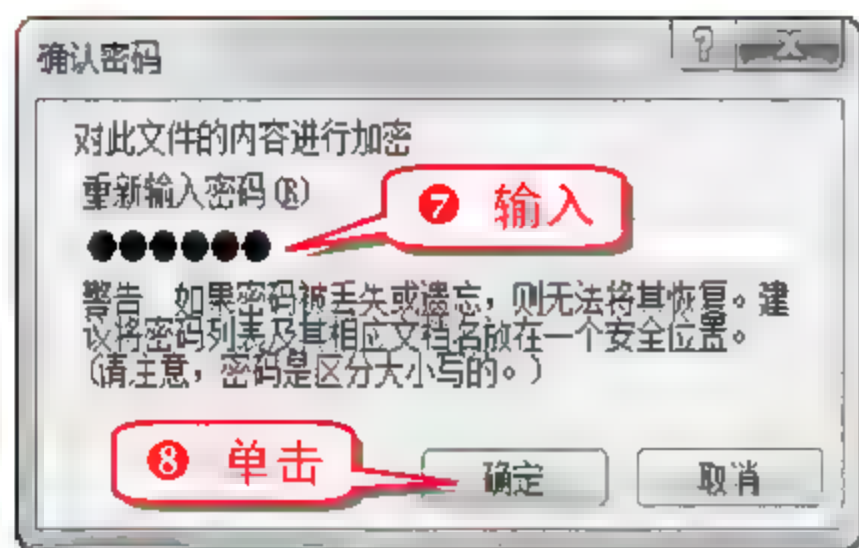 确认密码
对此文件的内容进行加密
重新输入密码(R)
❼ 输入
●●●●●●
警告 如果密码被丢失或遗忘，则无法将其恢复。建
议将密码列表及其相应文档名放在一个安全位置。
（请注意，密码是区分大小写的。）
❽ 单击
确定
取消